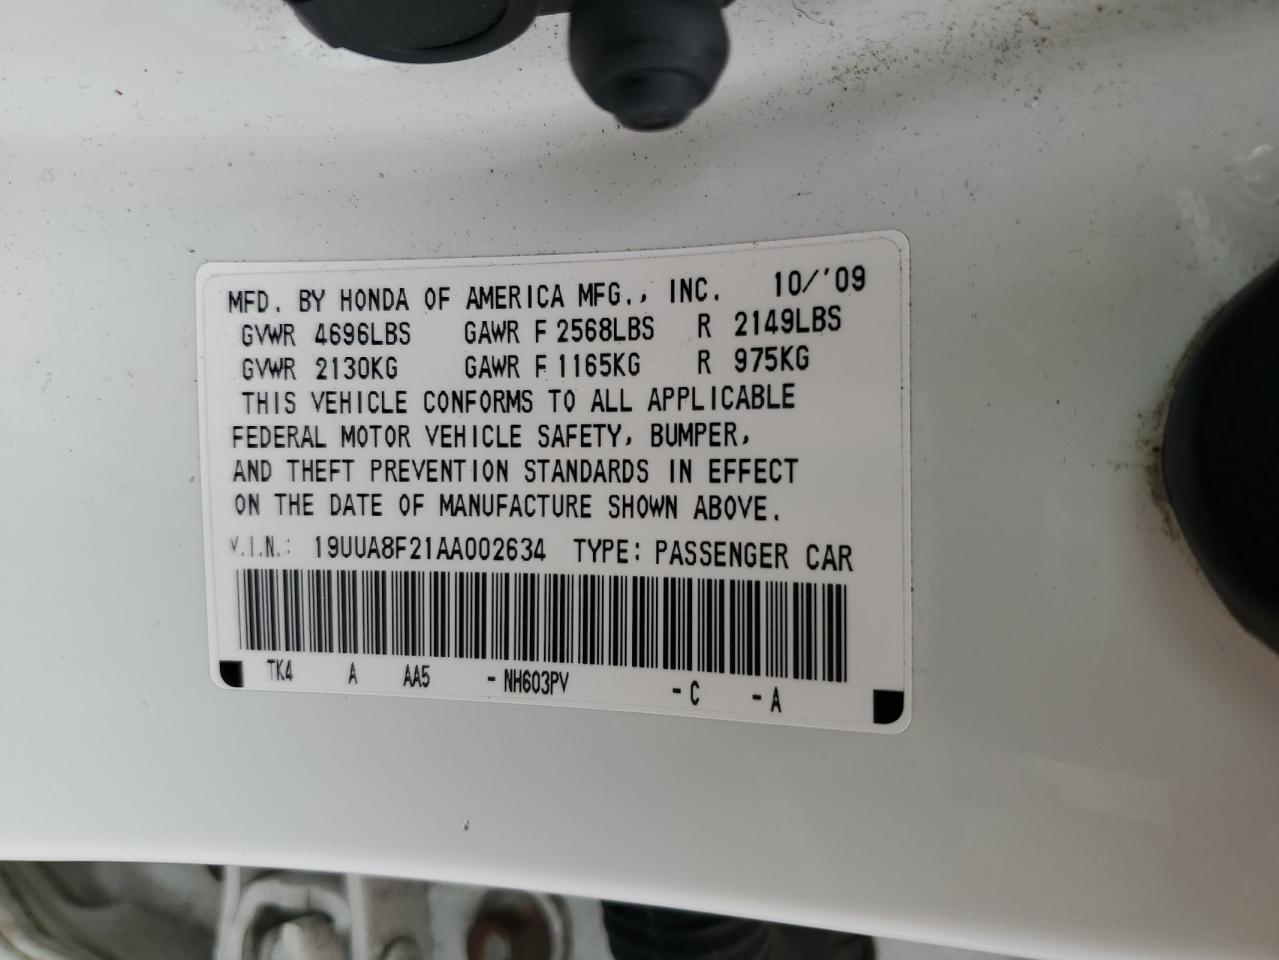 MFD. BY HONDA OF AMERICA MFG., INC. 10/'09
GVWR 4696LBS GAWR F 2568LBS R 2149LBS
GVWR 2130KG GAWR F 1165KG R 975KG
THIS VEHICLE CONFORMS TO ALL APPLICABLE
FEDERAL MOTOR VEHICLE SAFETY, BUMPER,
AND THEFT PREVENTION STANDARDS IN EFFECT
ON THE DATE OF MANUFACTURE SHOWN ABOVE.
V.I.N.: 19UUA8F21AA002634 TYPE: PASSENGER CAR
TK4 A AA5 - NH603PV - C - A